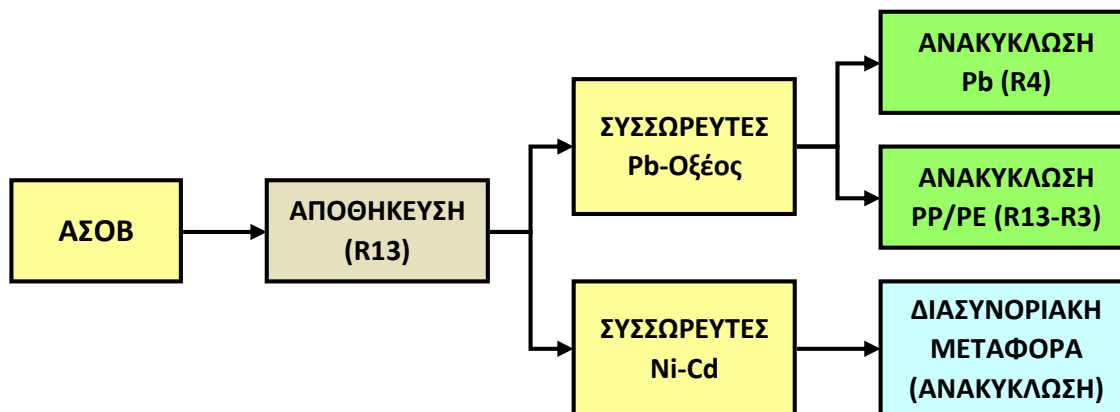 ΑΣΟΒ
ΑΠΟΘΗΚΕΥΣΗ
(R13)
ΣΥΣΣΩΡΕΥΤΕΣ
Pb-Οξέος
ΑΝΑΚΥΚΛΩΣΗ
Pb (R4)
ΑΝΑΚΥΚΛΩΣΗ
PP/PE (R13-R3)
ΣΥΣΣΩΡΕΥΤΕΣ
Ni-Cd
ΔΙΑΣΥΝΟΡΙΑΚΗ
ΜΕΤΑΦΟΡΑ
(ΑΝΑΚΥΚΛΩΣΗ)